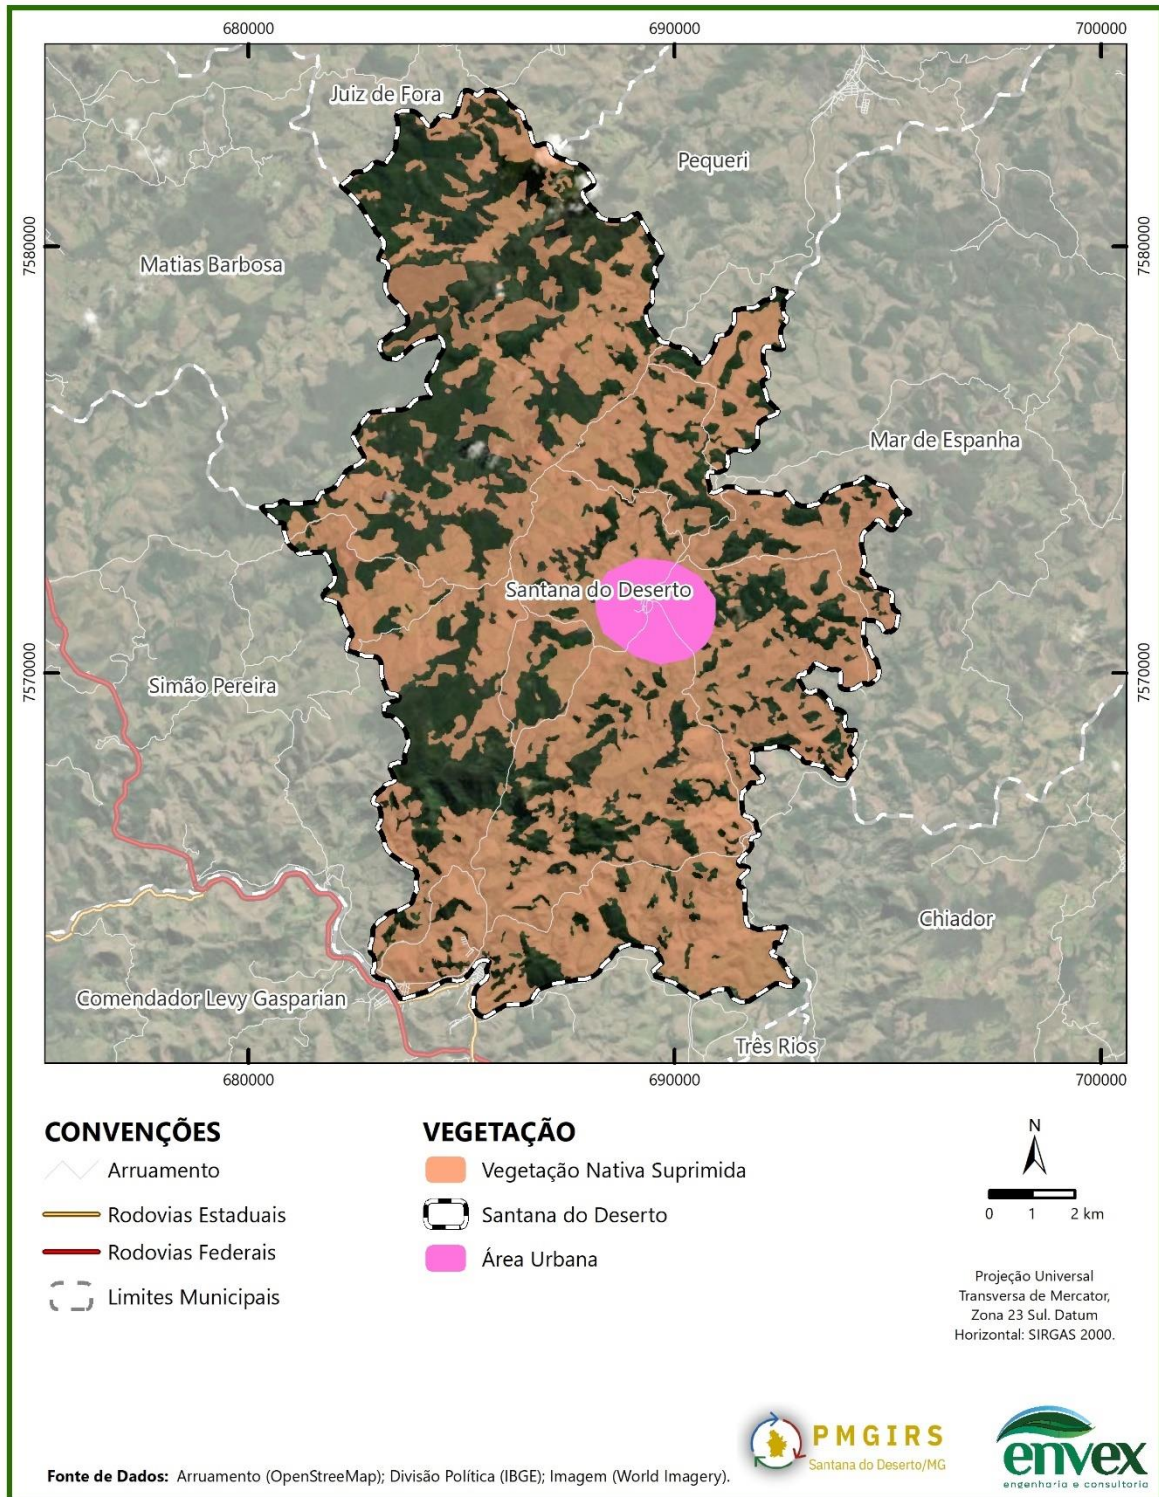 680000
690000
700000
Juiz de Fora
Pequeri
7580000
7580000
Matias Barbosa
Mar de Espanha
Santana do Deserto
7570000
7570000
Simão Pereira
Chiador
Comendador Levy Gasparian
Três Rios
680000
690000
700000
CONVENÇÕES
Arruamento
Rodovias Estaduais
Rodovias Federais
Limites Municipais
VEGETAÇÃO
Vegetação Nativa Suprimida
Santana do Deserto
Área Urbana
N
0 1 2 km
Projeção Universal
Transversa de Mercator,
Zona 23 Sul. Datum
Horizontal: SIRGAS 2000.
PMGIRS
Santana do Deserto/MG
envex
engenharia e consultoria
Fonte de Dados: Arruamento (OpenStreeMap); Divisão Política (IBGE); Imagem (World Imagery).